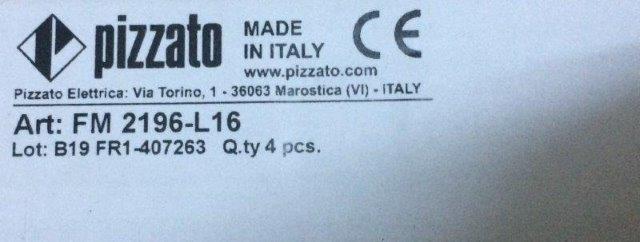 pizzato MADE IN ITALY CE
www.pizzato.com
Pizzato Elettrica: Via Torino, 1 - 36063 Marostica (VI) - ITALY
Art: FM 2196-L16
Lot: B19 FR1-407263 Q.ty 4 pcs.